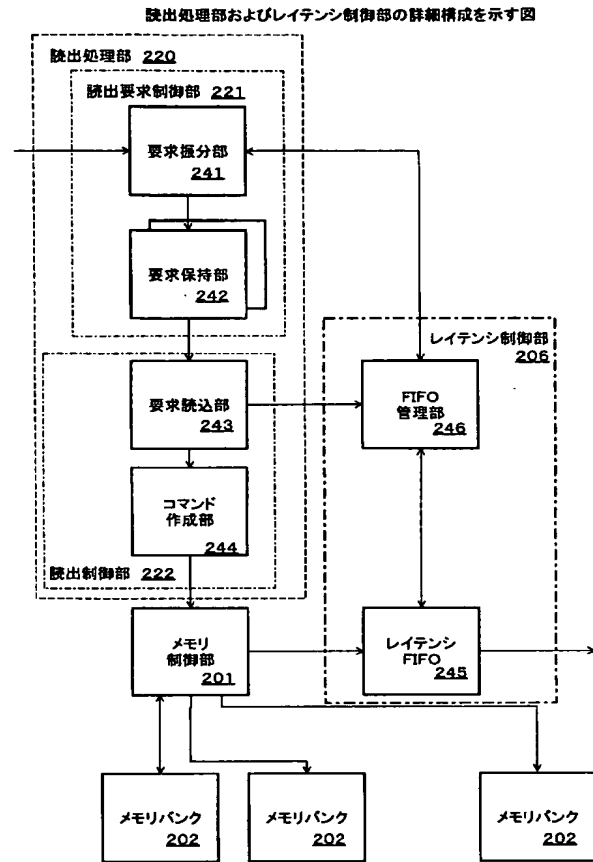 読出処理部およびレイテンシ制御部の詳細構成を示す図
読出処理部 220
読出要求制御部 221
要求振分部
241
要求保持部
242
レイテンシ制御部
206
要求読込部
243
FIFO
管理部
246
コマンド
作成部
244
読出制御部 222
メモリ
制御部
201
レイテンシ
FIFO
245
メモリバンク
202
メモリバンク
202
メモリバンク
202